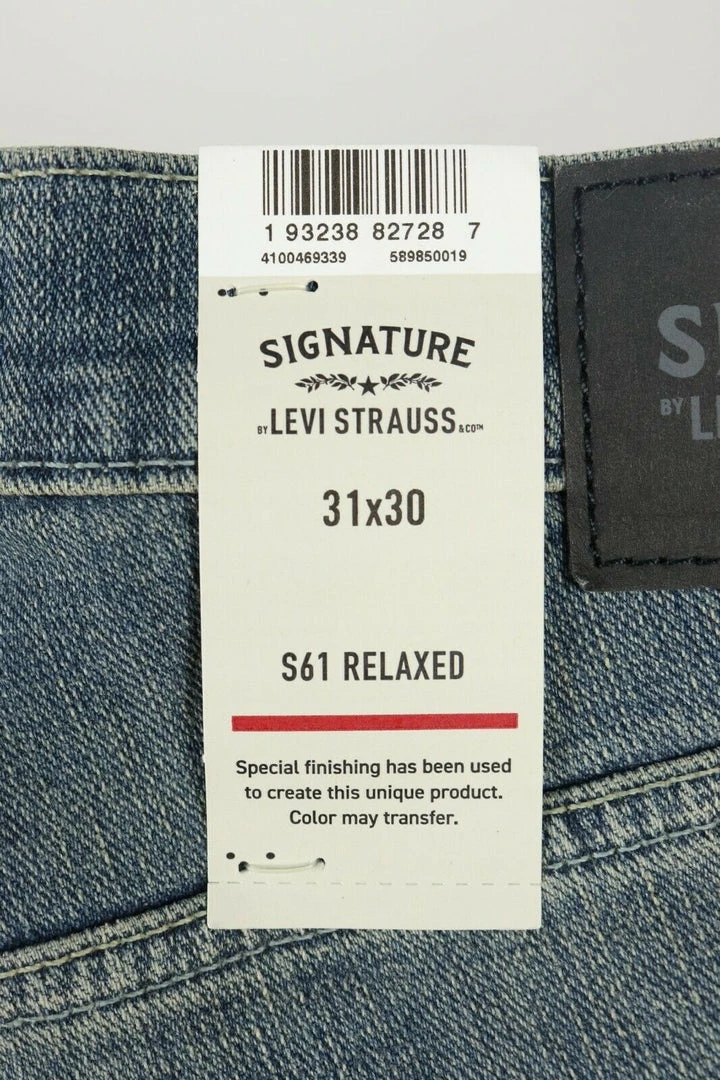 1 93238 82728 7
4100469339 589850019
SIGNATURE
BY LEVI STRAUSS & CO™
31x30
S61 RELAXED
Special finishing has been used
to create this unique product.
Color may transfer.
S
BY L